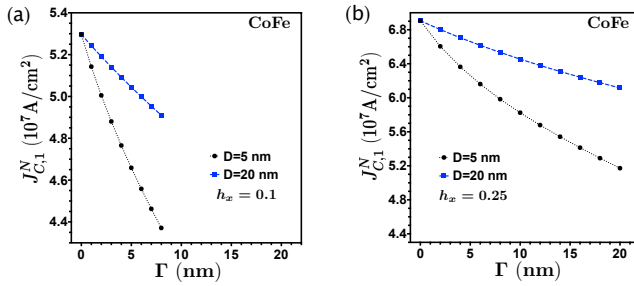 (a)
CoFe
5.4
5.2
5.0
4.8
4.6
4.4
J^N_{C,1} (10^7A/cm^2)
D=5 nm
D=20 nm
h_x = 0.1
0 5 10 15 20
Γ (nm)
(b)
CoFe
6.8
6.4
6.0
5.6
5.2
4.8
4.4
J^N_{C,1} (10^7A/cm^2)
D=5 nm
D=20 nm
h_x = 0.25
0 5 10 15 20
Γ (nm)